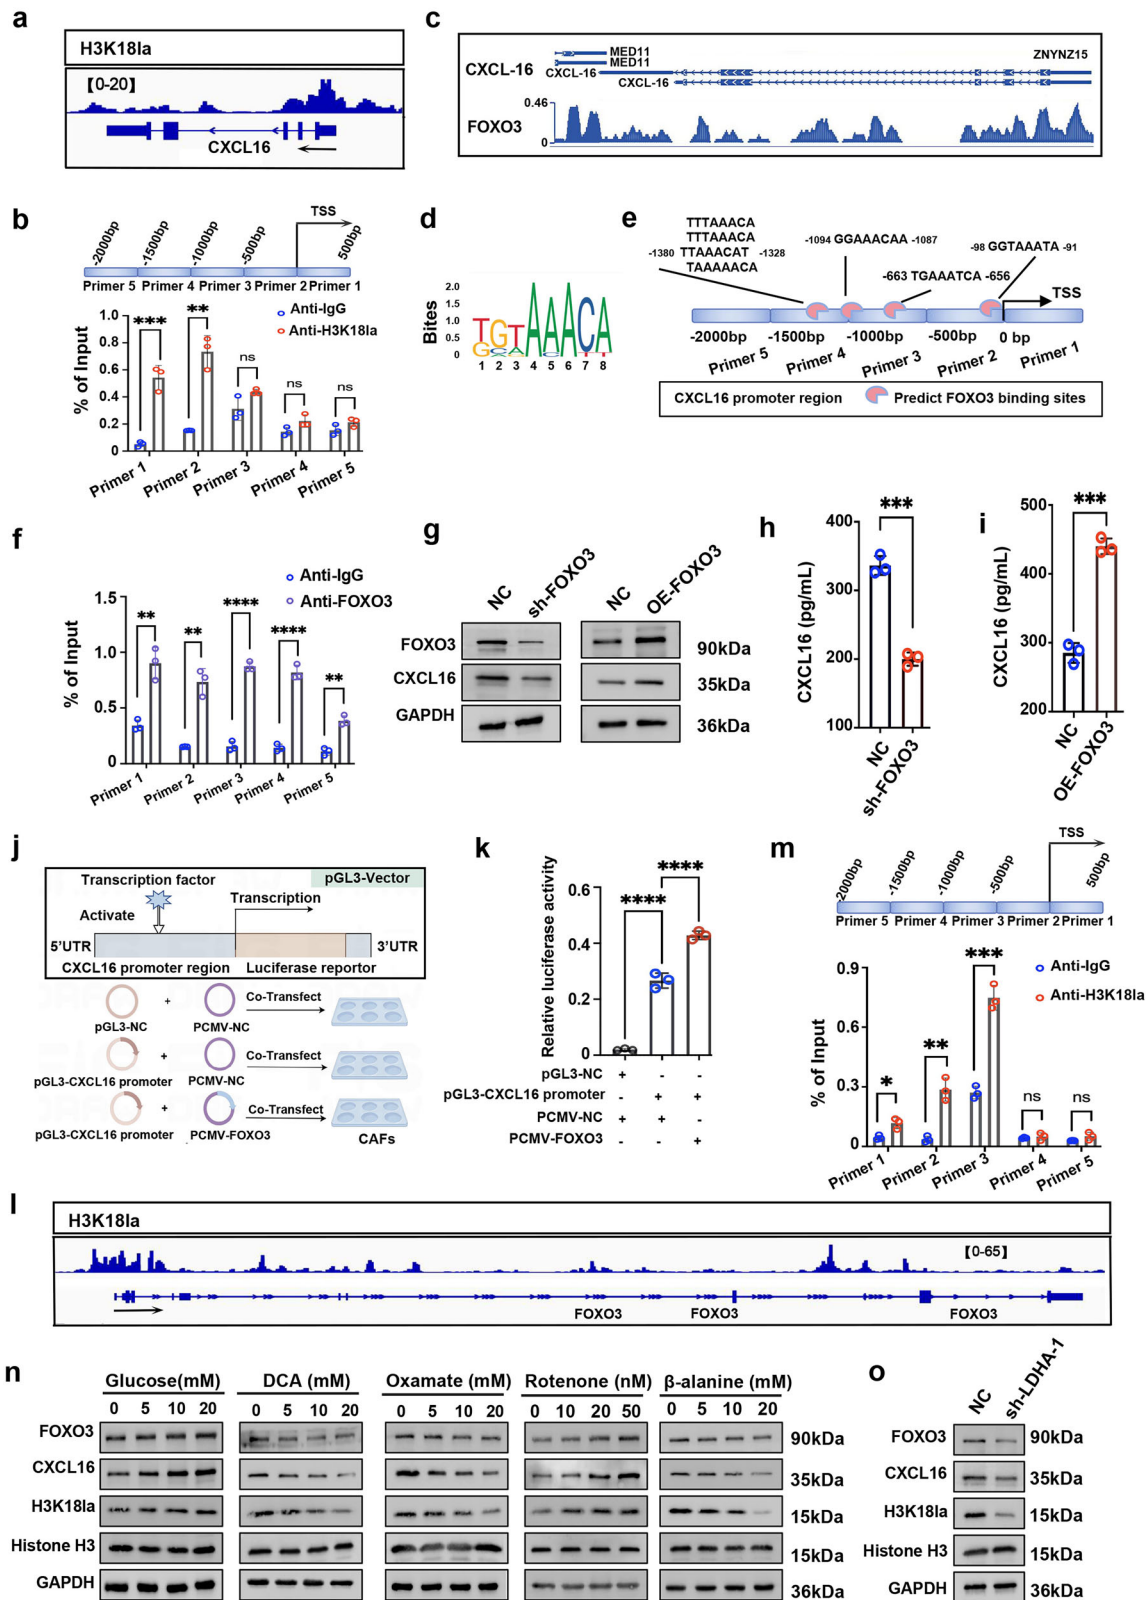 a
H3K18la
【0-20】
CXCL16
c
CXCL-16
MED11
MED11
CXCL-16
CXCL-16
ZNYNZ15
0.46
FOXO3
0
b
-2000bp
-1500bp
-1000bp
-500bp
TSS
500bp
Primer 5 Primer 4 Primer 3 Primer 2 Primer 1
Anti-IgG
Anti-H3K18la
% of Input
1.0
0.8
0.6
0.4
0.2
0
*** ** ns ns ns
Primer 1 Primer 2 Primer 3 Primer 4 Primer 5
d
Bites
2.0
1.5
1.0
0.5
0
1 2 3 4 5 6 7 8
e
TTTAAACA
TTTAAACA
-1380 TTAAACAT -1328
TAAAAACA
-1094 GGAAACAA -1087
-98 GGTAAATA -91
-663 TGAAATCA -656
TSS
-2000bp -1500bp -1000bp -500bp 0 bp
Primer 5 Primer 4 Primer 3 Primer 2 Primer 1
CXCL16 promoter region Predict FOXO3 binding sites
f
Anti-IgG
Anti-FOXO3
% of Input
1.5
1.0
0.5
0
** ** **** **** **
Primer 1 Primer 2 Primer 3 Primer 4 Primer 5
g
NC sh-FOXO3 NC OE-FOXO3
FOXO3 90kDa
CXCL16 35kDa
GAPDH 36kDa
h
CXCL16 (pg/mL)
400
300
200
100
***
NC sh-FOXO3
i
CXCL16 (pg/mL)
500
400
300
200
***
NC OE-FOXO3
j
Transcription factor pGL3-Vector
Activate Transcription
5'UTR 3'UTR
CXCL16 promoter region Luciferase reportor
+ Co-Transfect
pGL3-NC PCMV-NC
+ Co-Transfect
pGL3-CXCL16 promoter PCMV-NC
+ Co-Transfect
pGL3-CXCL16 promoter PCMV-FOXO3 CAFs
k
Relative luciferase activity
0.6
0.4
0.2
0
**** ****
pGL3-NC + - -
pGL3-CXCL16 promoter - + +
PCMV-NC + + -
PCMV-FOXO3 - - +
m
-2000bp
-1500bp
-1000bp
-500bp
TSS
500bp
Primer 5 Primer 4 Primer 3 Primer 2 Primer 1
Anti-IgG
Anti-H3K18la
% of Input
0.9
0.6
0.3
0
* ** *** ns ns
Primer 1 Primer 2 Primer 3 Primer 4 Primer 5
l
H3K18la
【0-65】
FOXO3 FOXO3 FOXO3
n
Glucose(mM) DCA (mM) Oxamate (mM) Rotenone (nM) β-alanine (mM)
0 5 10 20 0 5 10 20 0 5 10 20 0 10 20 50 0 5 10 20
FOXO3 90kDa
CXCL16 35kDa
H3K18la 15kDa
Histone H3 15kDa
GAPDH 36kDa
o
NC sh-LDHA-1
FOXO3 90kDa
CXCL16 35kDa
H3K18la 15kDa
Histone H3 15kDa
GAPDH 36kDa